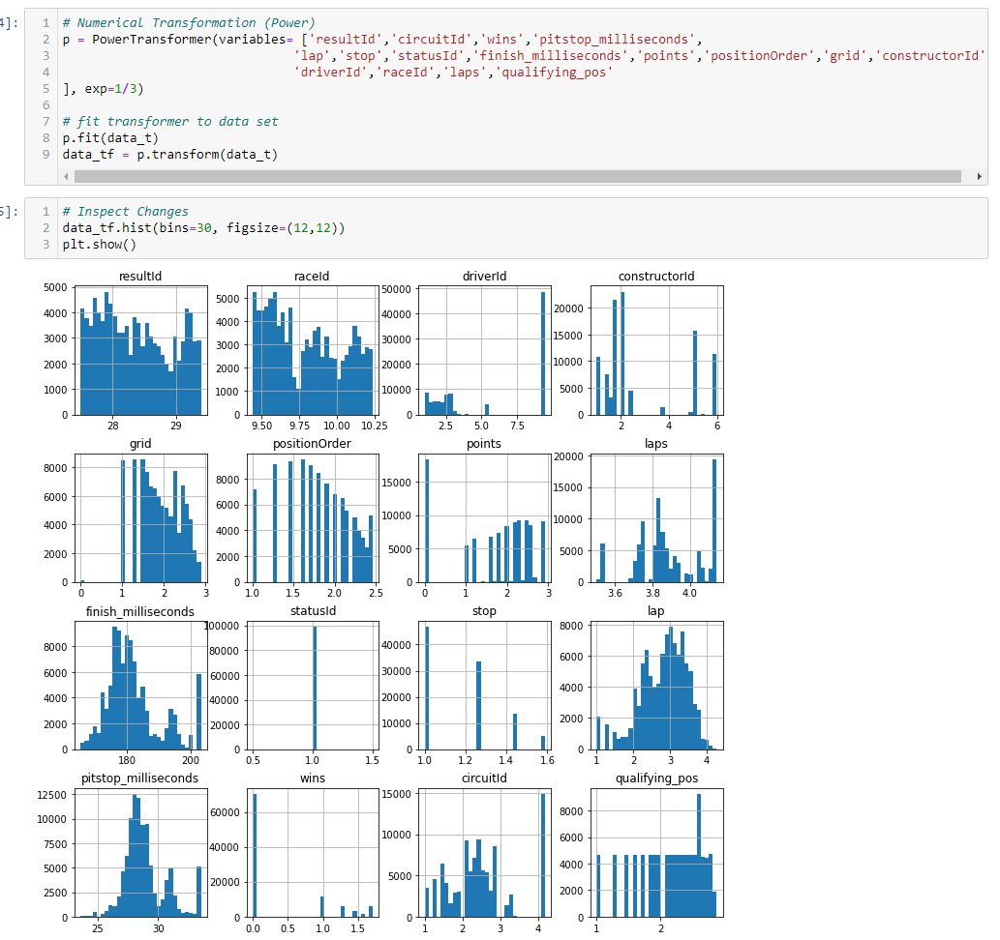 4]:
1 # Numerical Transformation (Power)
2 p = PowerTransformer(variables= ['resultId','circuitId','wins','pitstop_milliseconds',
3 'lap','stop','statusId','finish_milliseconds','points','positionOrder','grid','constructorId'
4 'driverId','raceId','laps','qualifying_pos'
5 ], exp=1/3)
6
7 # fit transformer to data set
8 p.fit(data_t)
9 data_tf = p.transform(data_t)
5]:
1 # Inspect Changes
2 data_tf.hist(bins=30, figsize=(12,12))
3 plt.show()
resultId
5000
4000
3000
2000
1000
0
28 29
raceId
5000
4000
3000
2000
1000
0
9.50 9.75 10.00 10.25
driverId
50000
40000
30000
20000
10000
0
2.5 5.0 7.5
constructorId
20000
15000
10000
5000
0
2 4 6
grid
8000
6000
4000
2000
0
0 1 2 3
positionOrder
8000
6000
4000
2000
0
1.0 1.5 2.0 2.5
points
15000
10000
5000
0
0 1 2 3
laps
20000
15000
10000
5000
0
3.6 3.8 4.0
finish_milliseconds
8000
6000
4000
2000
0
180 200
statusId
100000
80000
60000
40000
20000
0
0.5 1.0 1.5
stop
40000
30000
20000
10000
0
1.0 1.2 1.4 1.6
lap
8000
6000
4000
2000
0
1 2 3 4
pitstop_milliseconds
12500
10000
7500
5000
2500
0
25 30
wins
60000
40000
20000
0
0.0 0.5 1.0 1.5
circuitId
15000
10000
5000
0
1 2 3 4
qualifying_pos
8000
6000
4000
2000
0
1 2